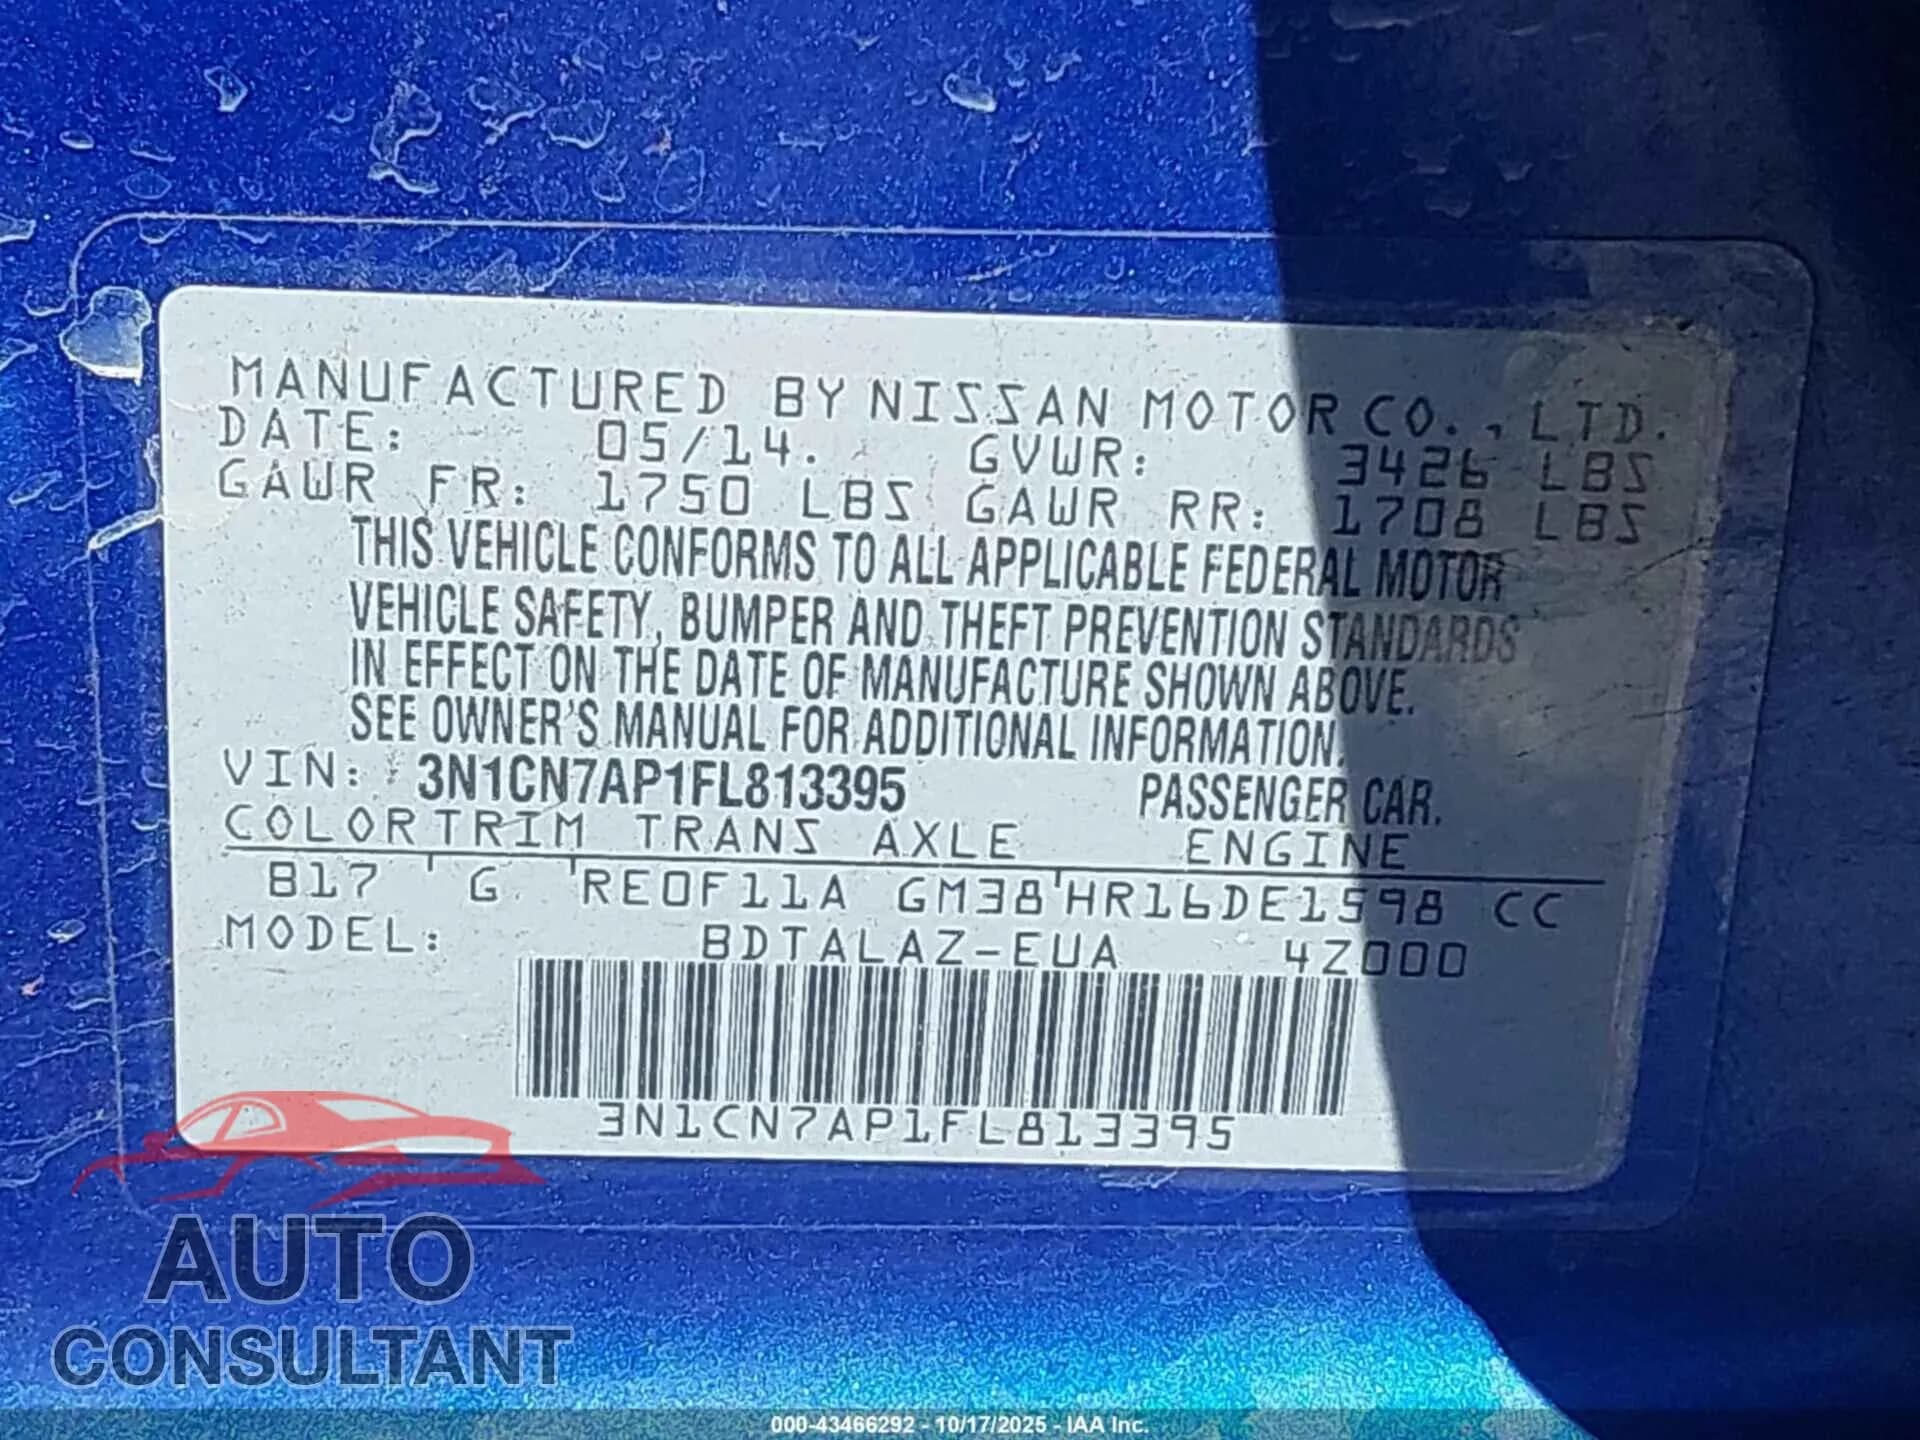 MANUFACTURED BY NISSAN MOTOR CO., LTD.
DATE: 05/14. GVWR: 3426 LBS
GAWR FR: 1750 LBS GAWR RR: 1708 LBS
THIS VEHICLE CONFORMS TO ALL APPLICABLE FEDERAL MOTOR
VEHICLE SAFETY, BUMPER AND THEFT PREVENTION STANDARDS
IN EFFECT ON THE DATE OF MANUFACTURE SHOWN ABOVE.
SEE OWNER'S MANUAL FOR ADDITIONAL INFORMATION.
VIN: 3N1CN7AP1FL813395 PASSENGER CAR.
COLOR TRIM TRANS AXLE ENGINE
B17 G RE0F11A GM38 HR16DE1598 CC
MODEL: BDTALAZ-EUA 4Z000
3N1CN7AP1FL813395
AUTO
CONSULTANT
000-43466292 - 10/17/2025 - IAA Inc.